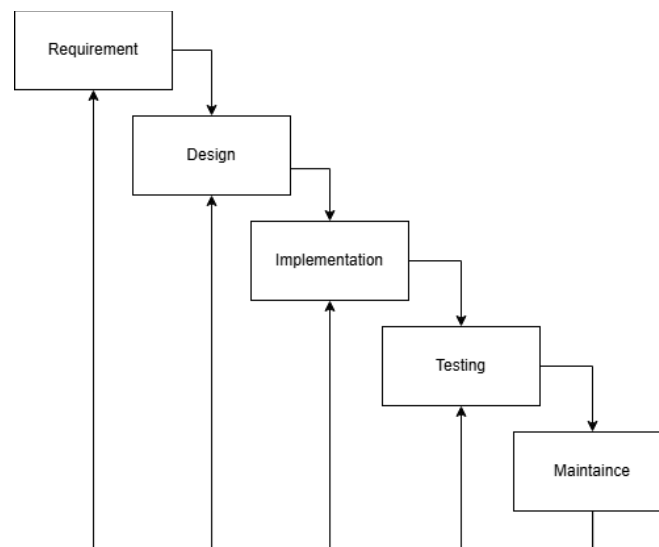 Requirement
Design
Implementation
Testing
Maintaince